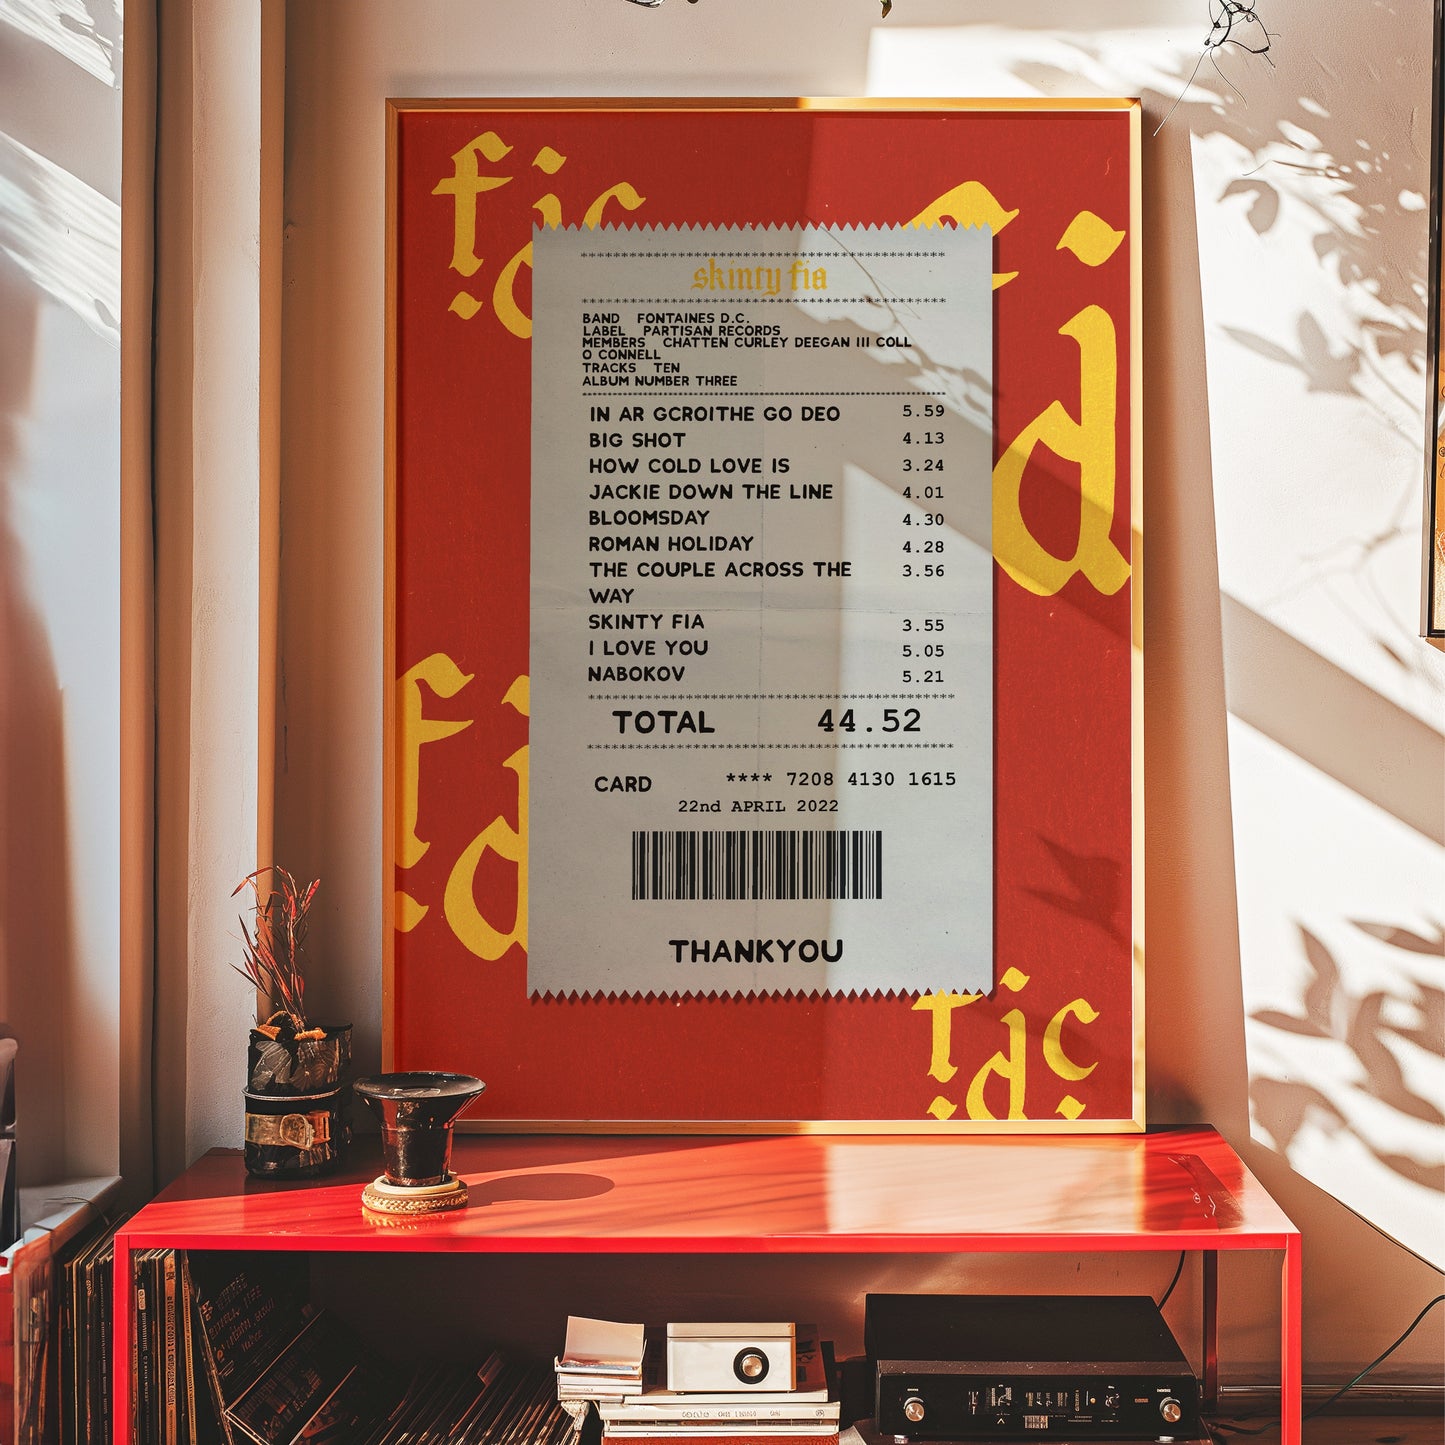 f.d.c
f.d.
skinty fia
BAND FONTAINES D.C.
LABEL PARTISAN RECORDS
MEMBERS CHATTEN CURLEY DEEGAN III COLL
O CONNELL
TRACKS TEN
ALBUM NUMBER THREE
IN AR GCROITHE GO DEO 5.59
BIG SHOT 4.13
HOW COLD LOVE IS 3.24
JACKIE DOWN THE LINE 4.01
BLOOMSDAY 4.30
ROMAN HOLIDAY 4.28
THE COUPLE ACROSS THE 3.56
WAY
SKINTY FIA 3.55
I LOVE YOU 5.05
NABOKOV 5.21
TOTAL 44.52
CARD **** 7208 4130 1615
22nd APRIL 2022
THANKYOU
f.d.
f.d.c.